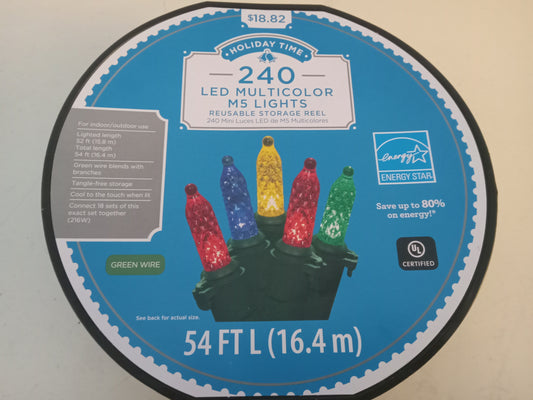 $18.82
HOLIDAY TIME
240
LED MULTICOLOR
M5 LIGHTS
REUSABLE STORAGE REEL
240 Mini Luces LED de M5 Multicolores
For indoor/outdoor use
Lighted length
52 ft (15.8 m)
Total length
54 ft (16.4 m)
Green wire blends with
branches
Tangle-free storage
Cool to the touch when lit
Connect 18 sets of this
exact set together
(216W)
energy
ENERGY STAR
Save up to 80%
on energy!*
UL
CERTIFIED
GREEN WIRE
See back for actual size.
54 FT L (16.4 m)